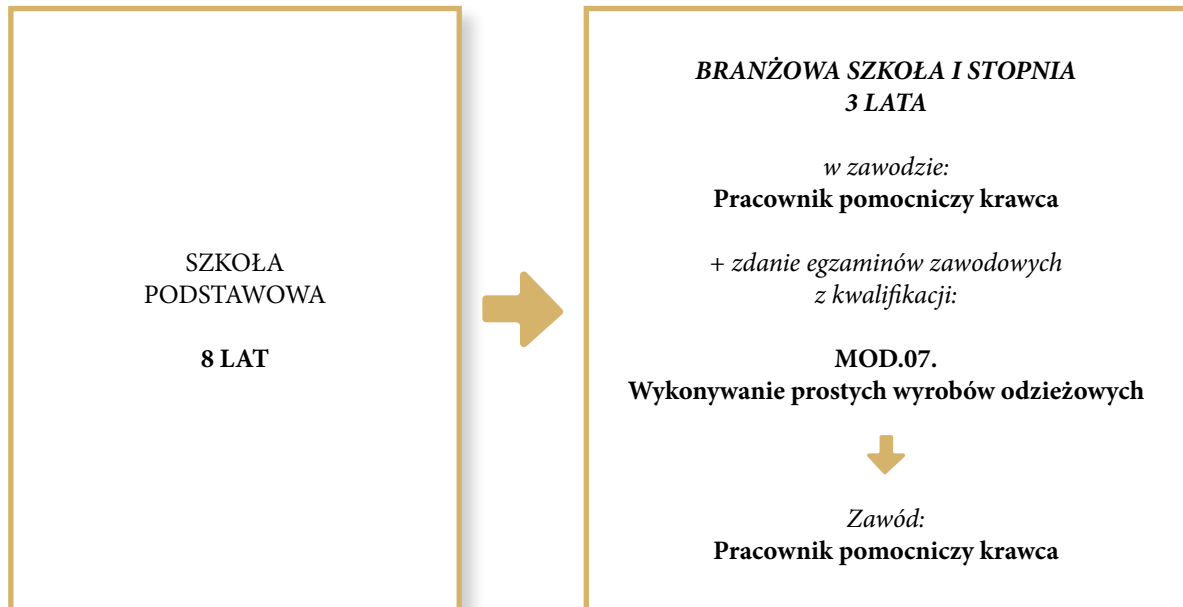 SZKOŁA
PODSTAWOWA
8 LAT
BRANŻOWA SZKOŁA I STOPNIA
3 LATA
w zawodzie:
Pracownik pomocniczy krawca
+ zdanie egzaminów zawodowych
z kwalifikacji:
MOD.07.
Wykonywanie prostych wyrobów odzieżowych
Zawód:
Pracownik pomocniczy krawca